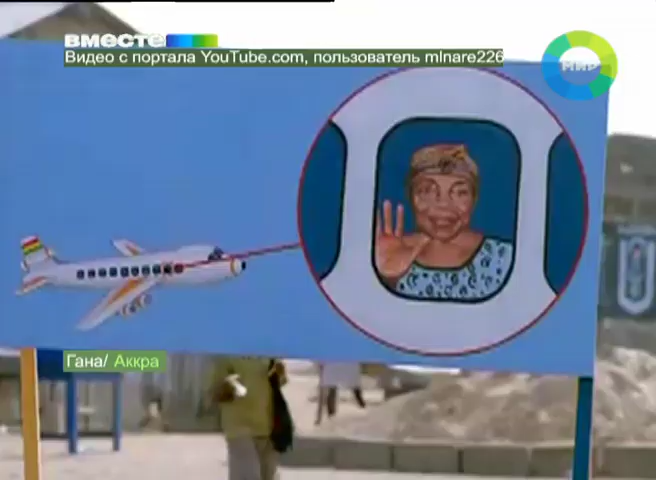 вместе
Видео с портала YouTube.com, пользователь mlnare226
МИР
Гана/ Аккра